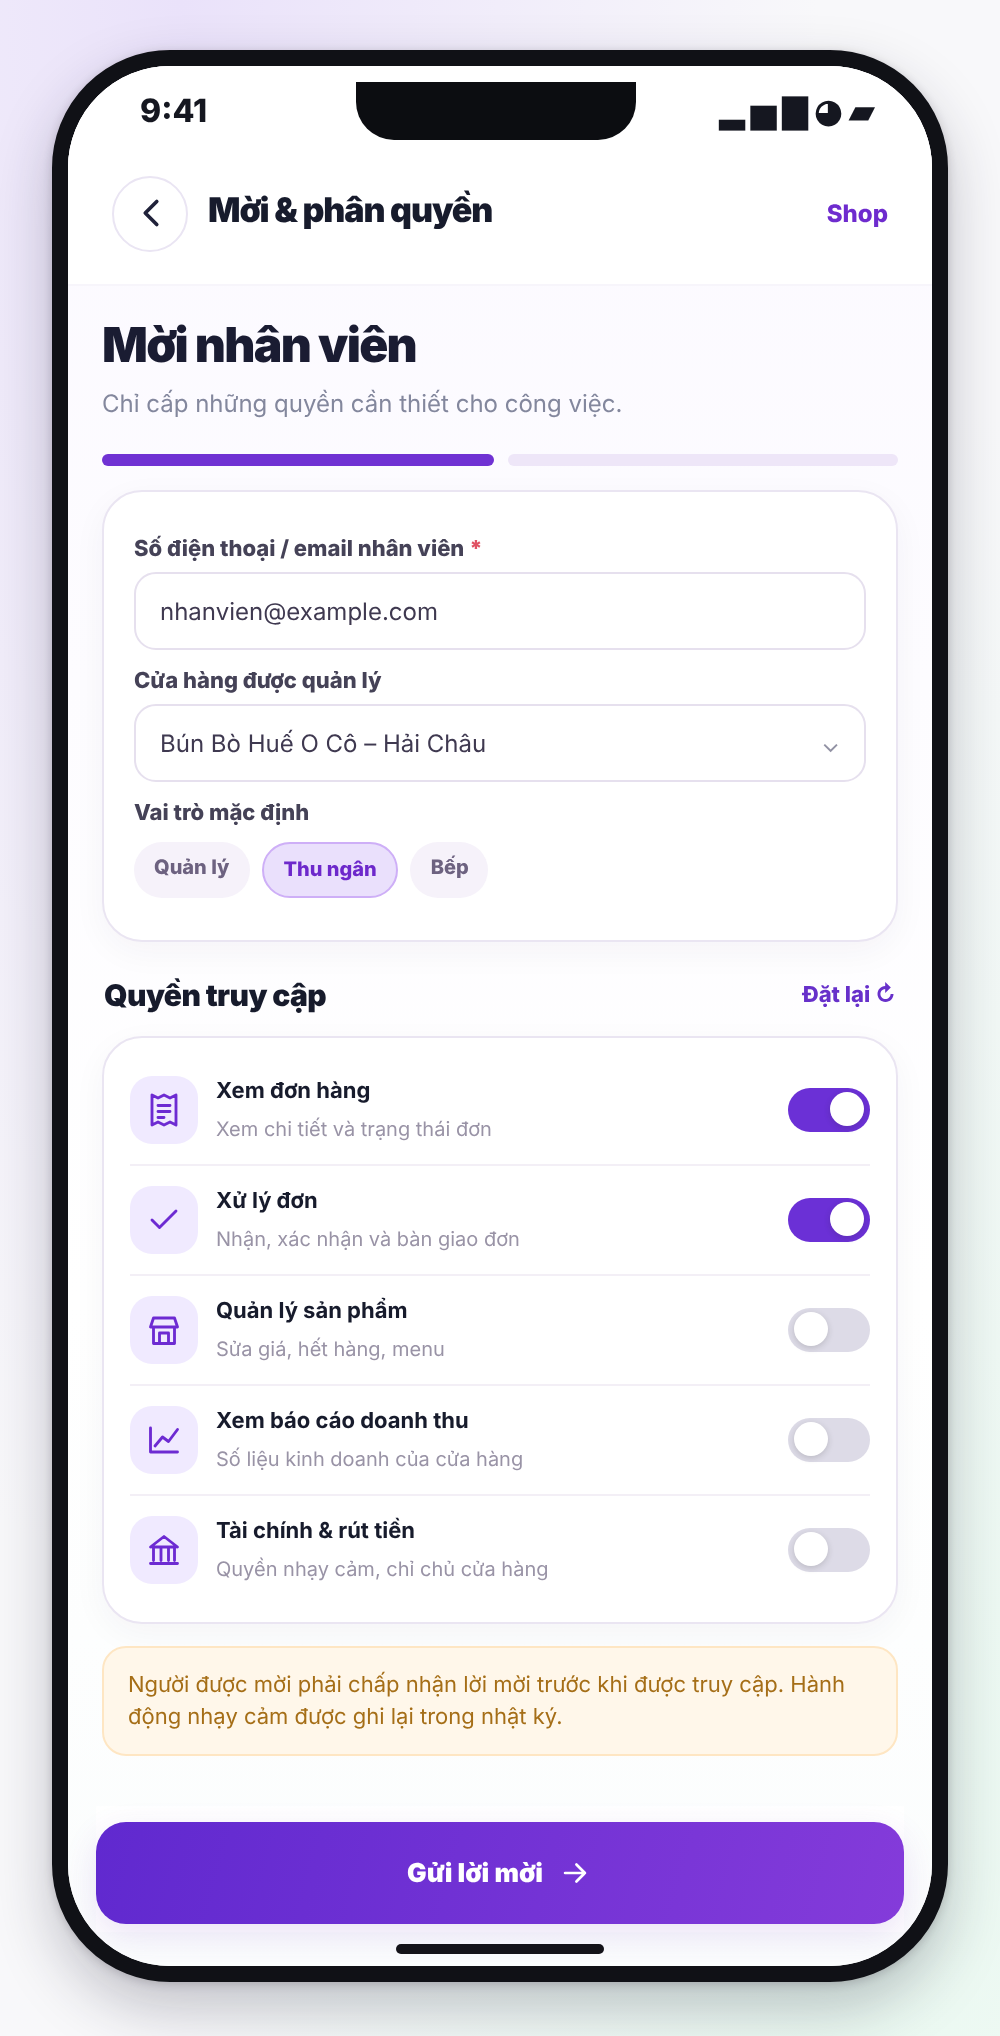 9:41
Mời & phân quyền
Shop
Mời nhân viên
Chỉ cấp những quyền cần thiết cho công việc.
Số điện thoại / email nhân viên *
nhanvien@example.com
Cửa hàng được quản lý
Bún Bò Huế O Cô – Hải Châu
Vai trò mặc định
Quản lý
Thu ngân
Bếp
Quyền truy cập
Đặt lại ↻
Xem đơn hàng
Xem chi tiết và trạng thái đơn
Xử lý đơn
Nhận, xác nhận và bàn giao đơn
Quản lý sản phẩm
Sửa giá, hết hàng, menu
Xem báo cáo doanh thu
Số liệu kinh doanh của cửa hàng
Tài chính & rút tiền
Quyền nhạy cảm, chỉ chủ cửa hàng
Người được mời phải chấp nhận lời mời trước khi được truy cập. Hành
động nhạy cảm được ghi lại trong nhật ký.
Gửi lời mời →